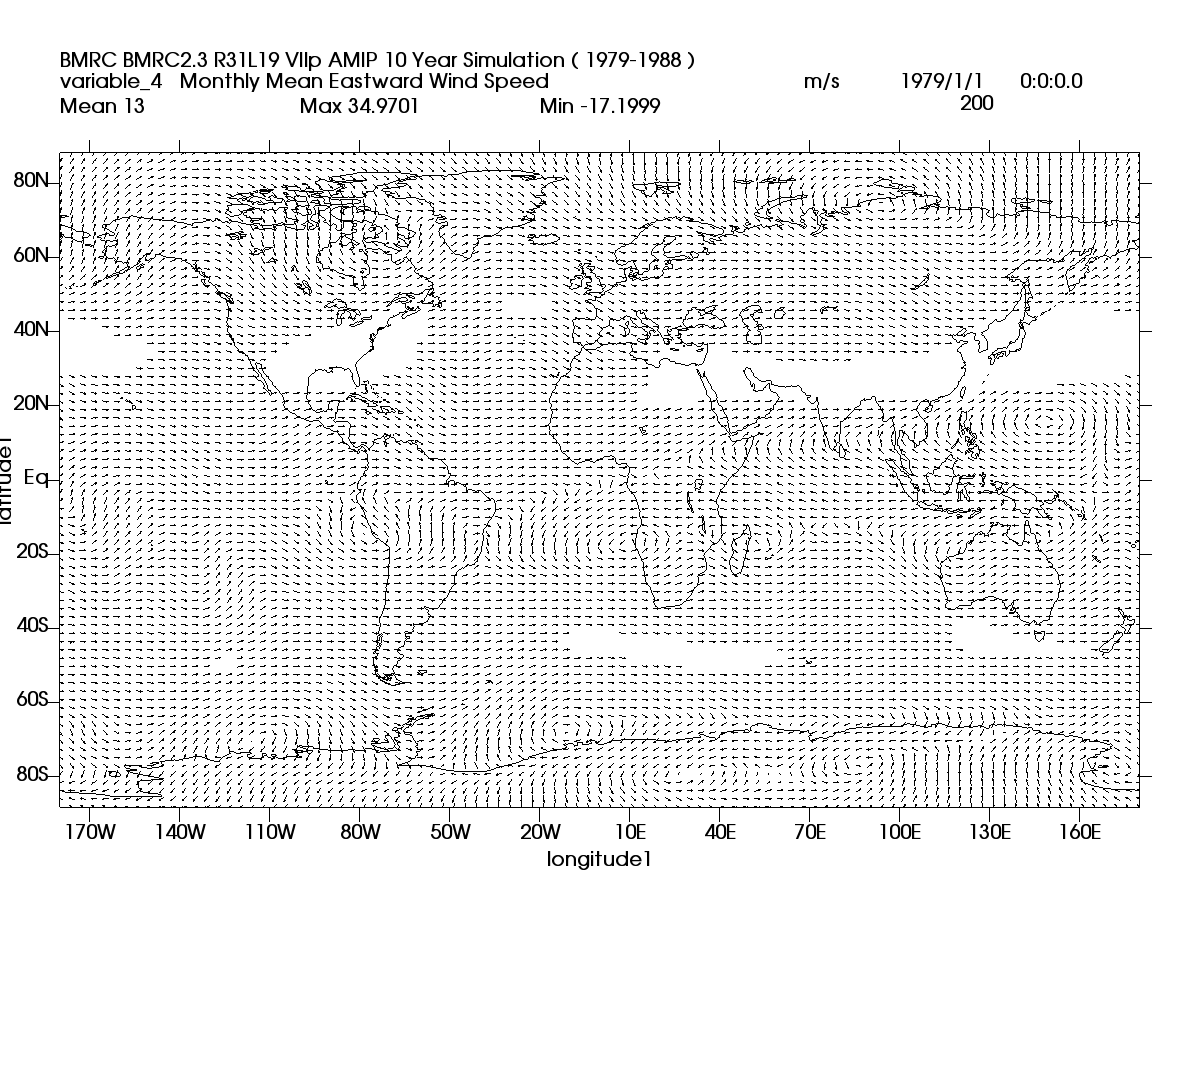 BMRC BMRC2.3 R31L19 VIIp AMIP 10 Year Simulation ( 1979-1988 )
variable_4 Monthly Mean Eastward Wind Speed m/s 1979/1/1 0:0:0.0
Mean 13 Max 34.9701 Min -17.1999 200
80N
60N
40N
20N
Eq
20S
40S
60S
80S
latitude1
170W 140W 110W 80W 50W 20W 10E 40E 70E 100E 130E 160E
longitude1